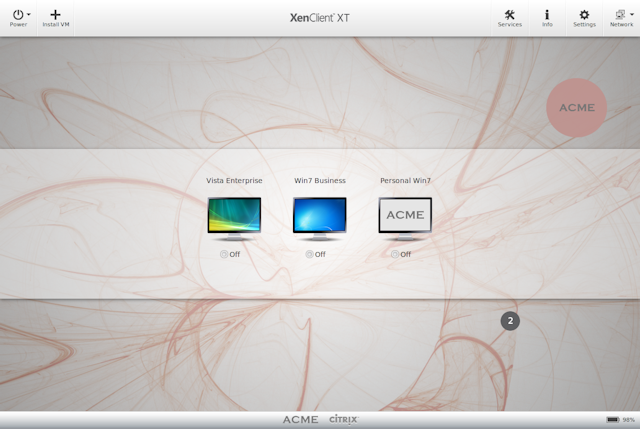 Power
Install VM
XenClient XT
Services
Info
Settings
Network
ACME
Vista Enterprise
Win7 Business
Personal Win7
ACME
Off
Off
Off
2
ACME CITRIX
98%